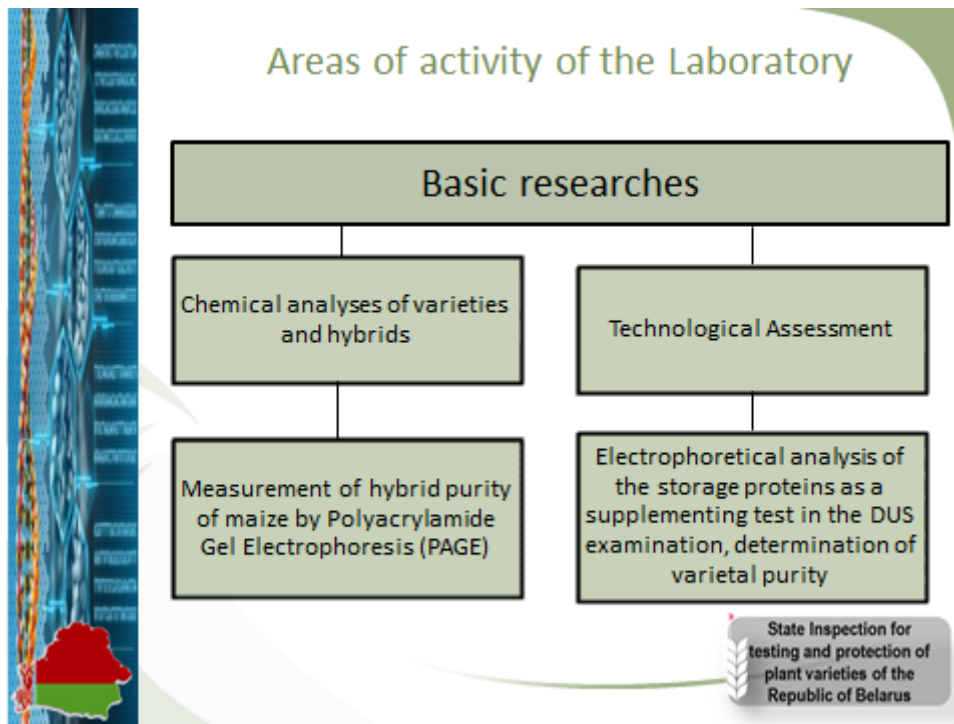 Areas of activity of the Laboratory
Basic researches
Chemical analyses of varieties
and hybrids
Technological Assessment
Measurement of hybrid purity
of maize by Polyacrylamide
Gel Electrophoresis (PAGE)
Electrophoretical analysis of
the storage proteins as a
supplementing test in the DUS
examination, determination of
varietal purity
State Inspection for
testing and protection of
plant varieties of the
Republic of Belarus